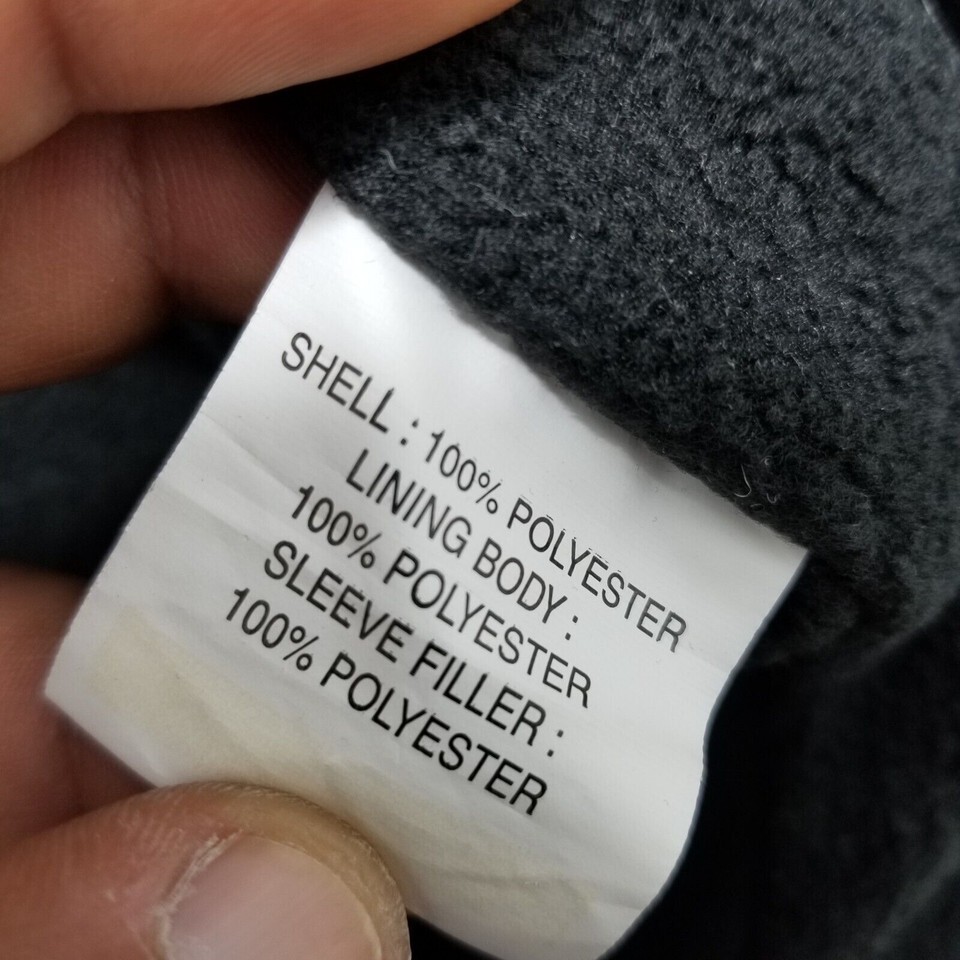 SHELL : 100% POLYESTER
LINING BODY :
100% POLYESTER
SLEEVE FILLER :
100% POLYESTER